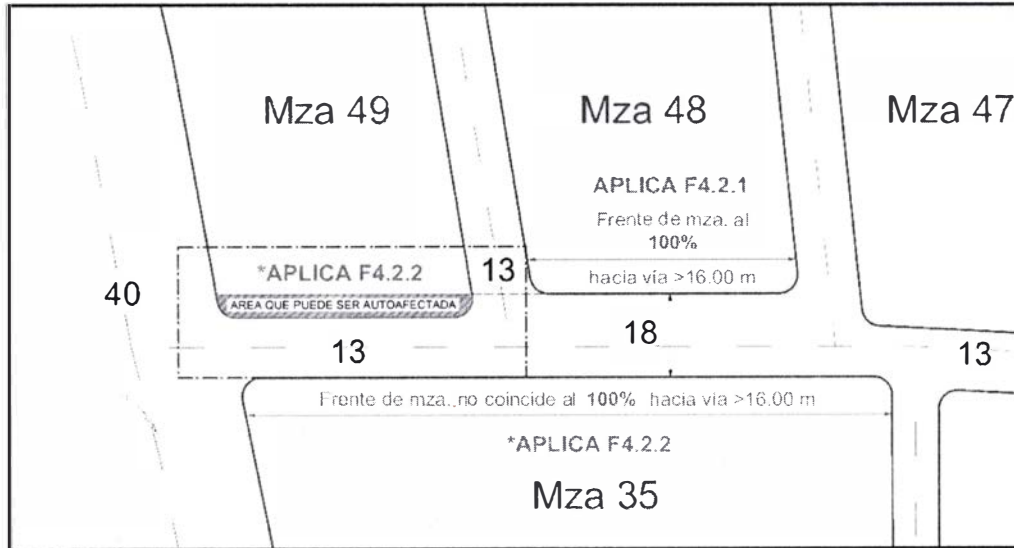 Mza 49
Mza 48
Mza 47
APLICA F4.2.1
Frente de mza. al
100%
hacia vía >16.00 m
*APLICA F4.2.2
13
AREA QUE PUEDE SER AUTOAFECTADA
40
18
13
13
Frente de mza.,no coincide al 100% hacia vía >16.00 m
*APLICA F4.2.2
Mza 35